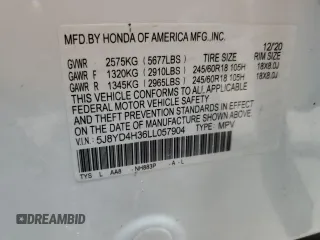 MFD.BY HONDA OF AMERICA MFG.,INC. 12/20
GVWR 2575KG (5677LBS) TIRE SIZE RIM SIZE
GAWR F 1320KG (2910LBS) 245/60R18 105H 18X8.0J
GAWR R 1345KG (2965LBS) 245/60R18 105H 18X8.0J
THIS VEHICLE CONFORMS TO ALL APPLICABLE
FEDERAL MOTOR VEHICLE SAFETY AND THEFT
PREVENTION STANDARDS IN EFFECT ON THE DATE
OF MANUFACTURE SHOWN ABOVE.
V.I.N.: 5J8YD4H36LL057904 TYPE: MPV
TYS L AA8 NH883P -A -L